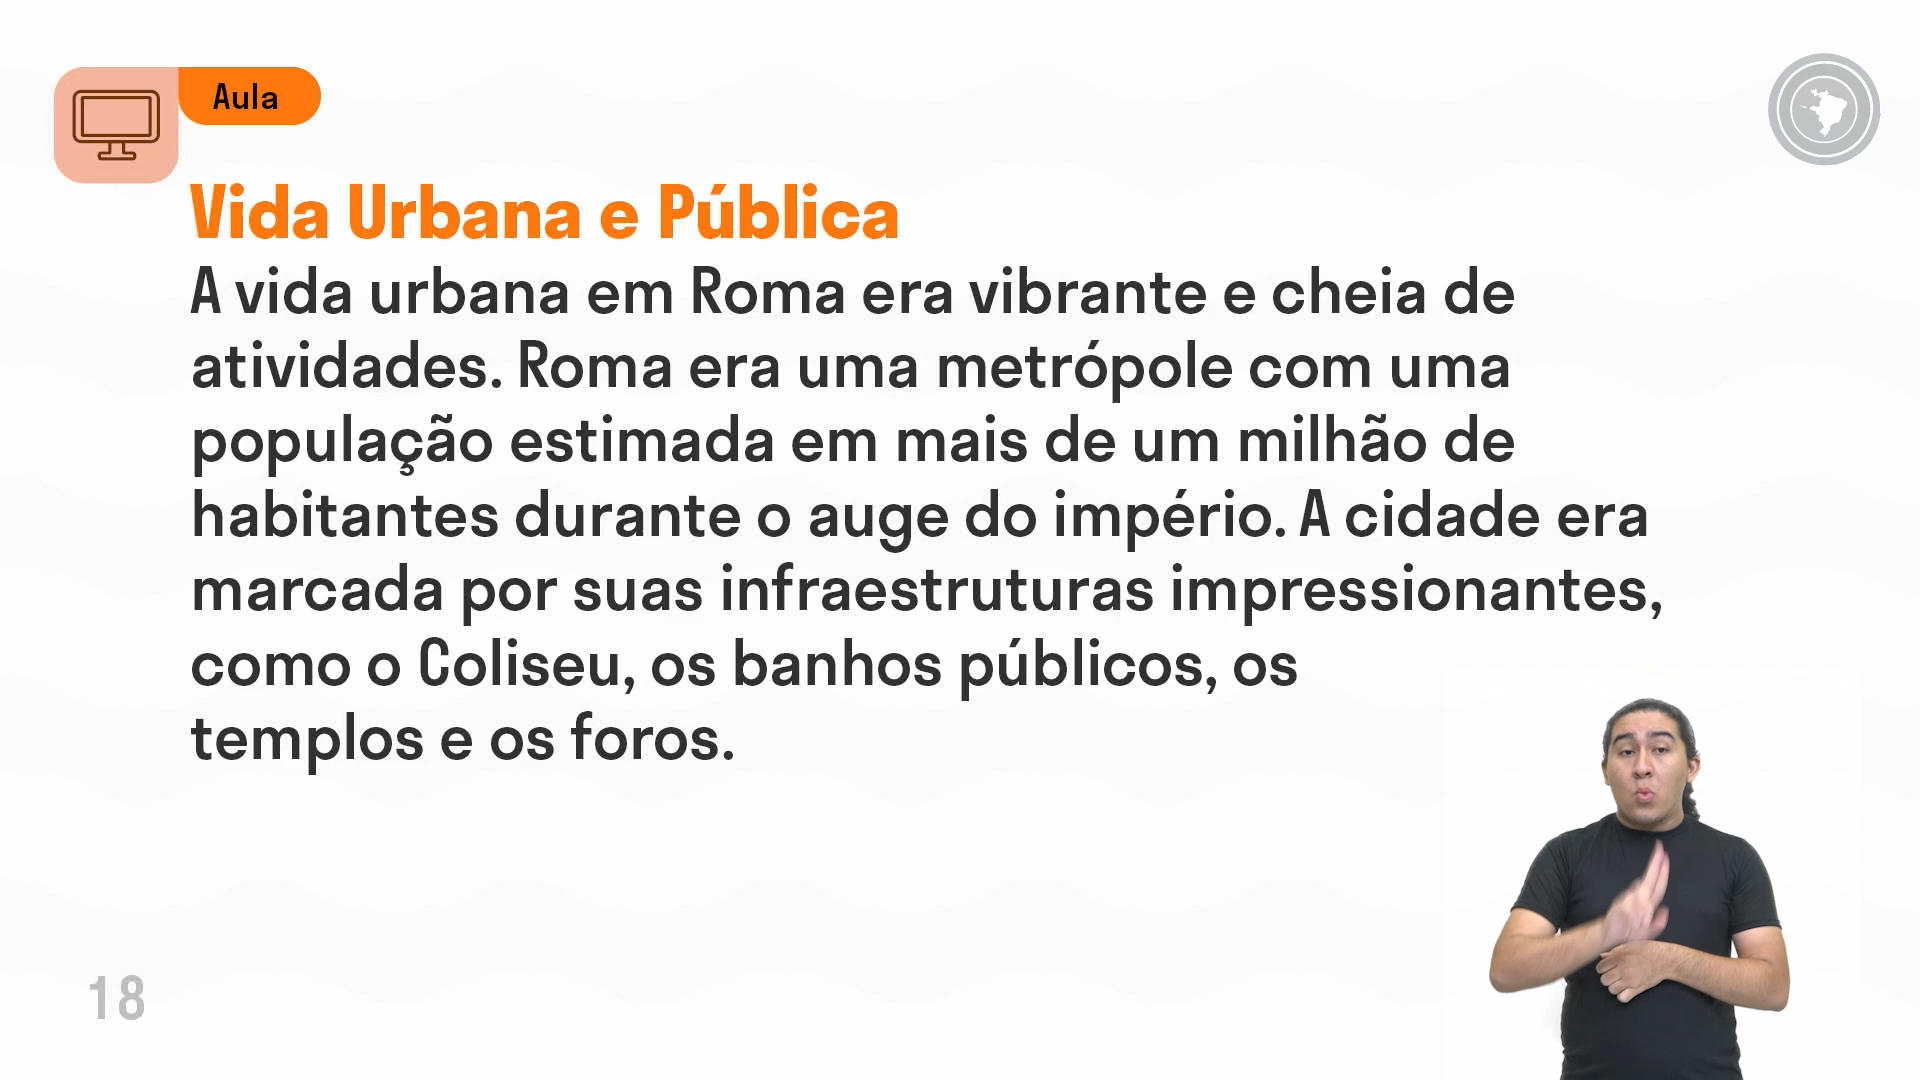 Aula
Vida Urbana e Pública
A vida urbana em Roma era vibrante e cheia de
atividades. Roma era uma metrópole com uma
população estimada em mais de um milhão de
habitantes durante o auge do império. A cidade era
marcada por suas infraestruturas impressionantes,
como o Coliseu, os banhos públicos, os
templos e os foros.
18